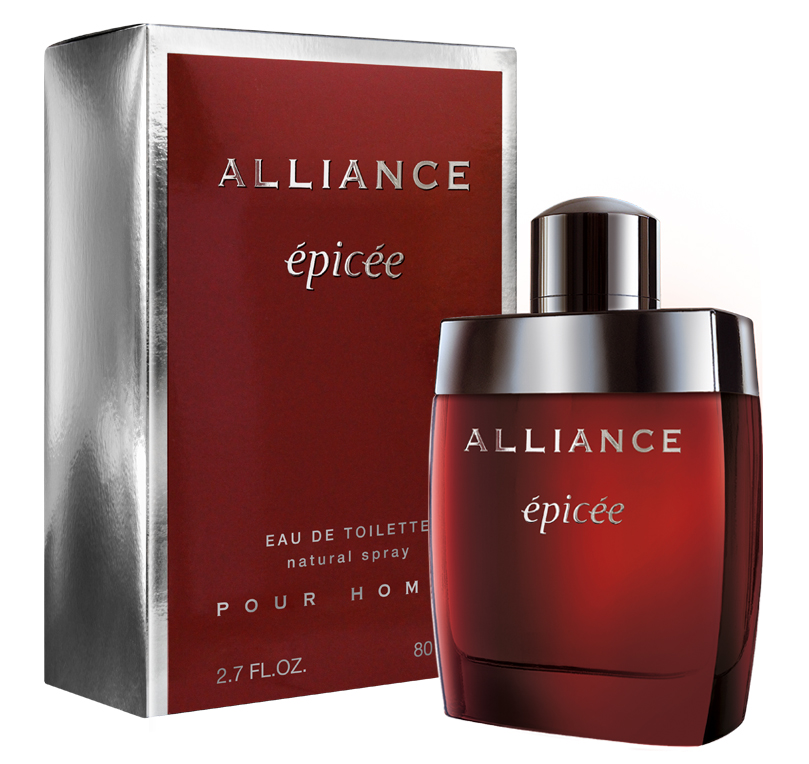 ALLIANCE
épicée
EAU DE TOILETTE
natural spray
POUR HOM
2.7 FL.OZ.
80
ALLIANCE
épicée